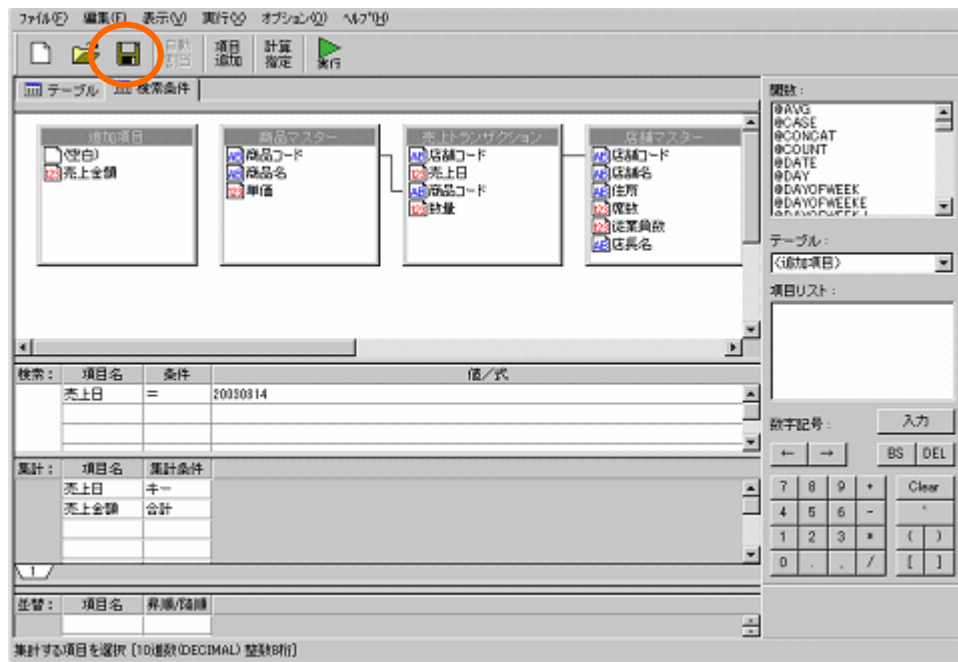 ファイル(F) 編集(E) 表示(V) 実行(X) オプション(O) ヘルプ(H)
自動割当 項目追加 計算指定 実行
テーブル 検索条件
追加項目
(空白)
売上金額
商品マスター
商品コード
商品名
単価
売上トランザクション
店舗コード
売上日
商品コード
数量
店舗マスター
店舗コード
店舗名
住所
席数
従業員数
店長名
検索: 項目名 条件 値/式
売上日 = 20030814
集計: 項目名 集計条件
売上日 キー
売上金額 合計
1
並替: 項目名 昇順/降順
集計する項目を選択 [10進数(DECIMAL) 整数8桁]
関数:
@AVG
@CASE
@CONCAT
@COUNT
@DATE
@DAY
@DAYOFWEEK
@DAYOFWEEKE
テーブル:
<追加項目>
項目リスト:
数字記号: 入力
← → BS DEL
7 8 9 + Clear
4 5 6 - "
1 2 3 * ( )
0 . , / [ ]